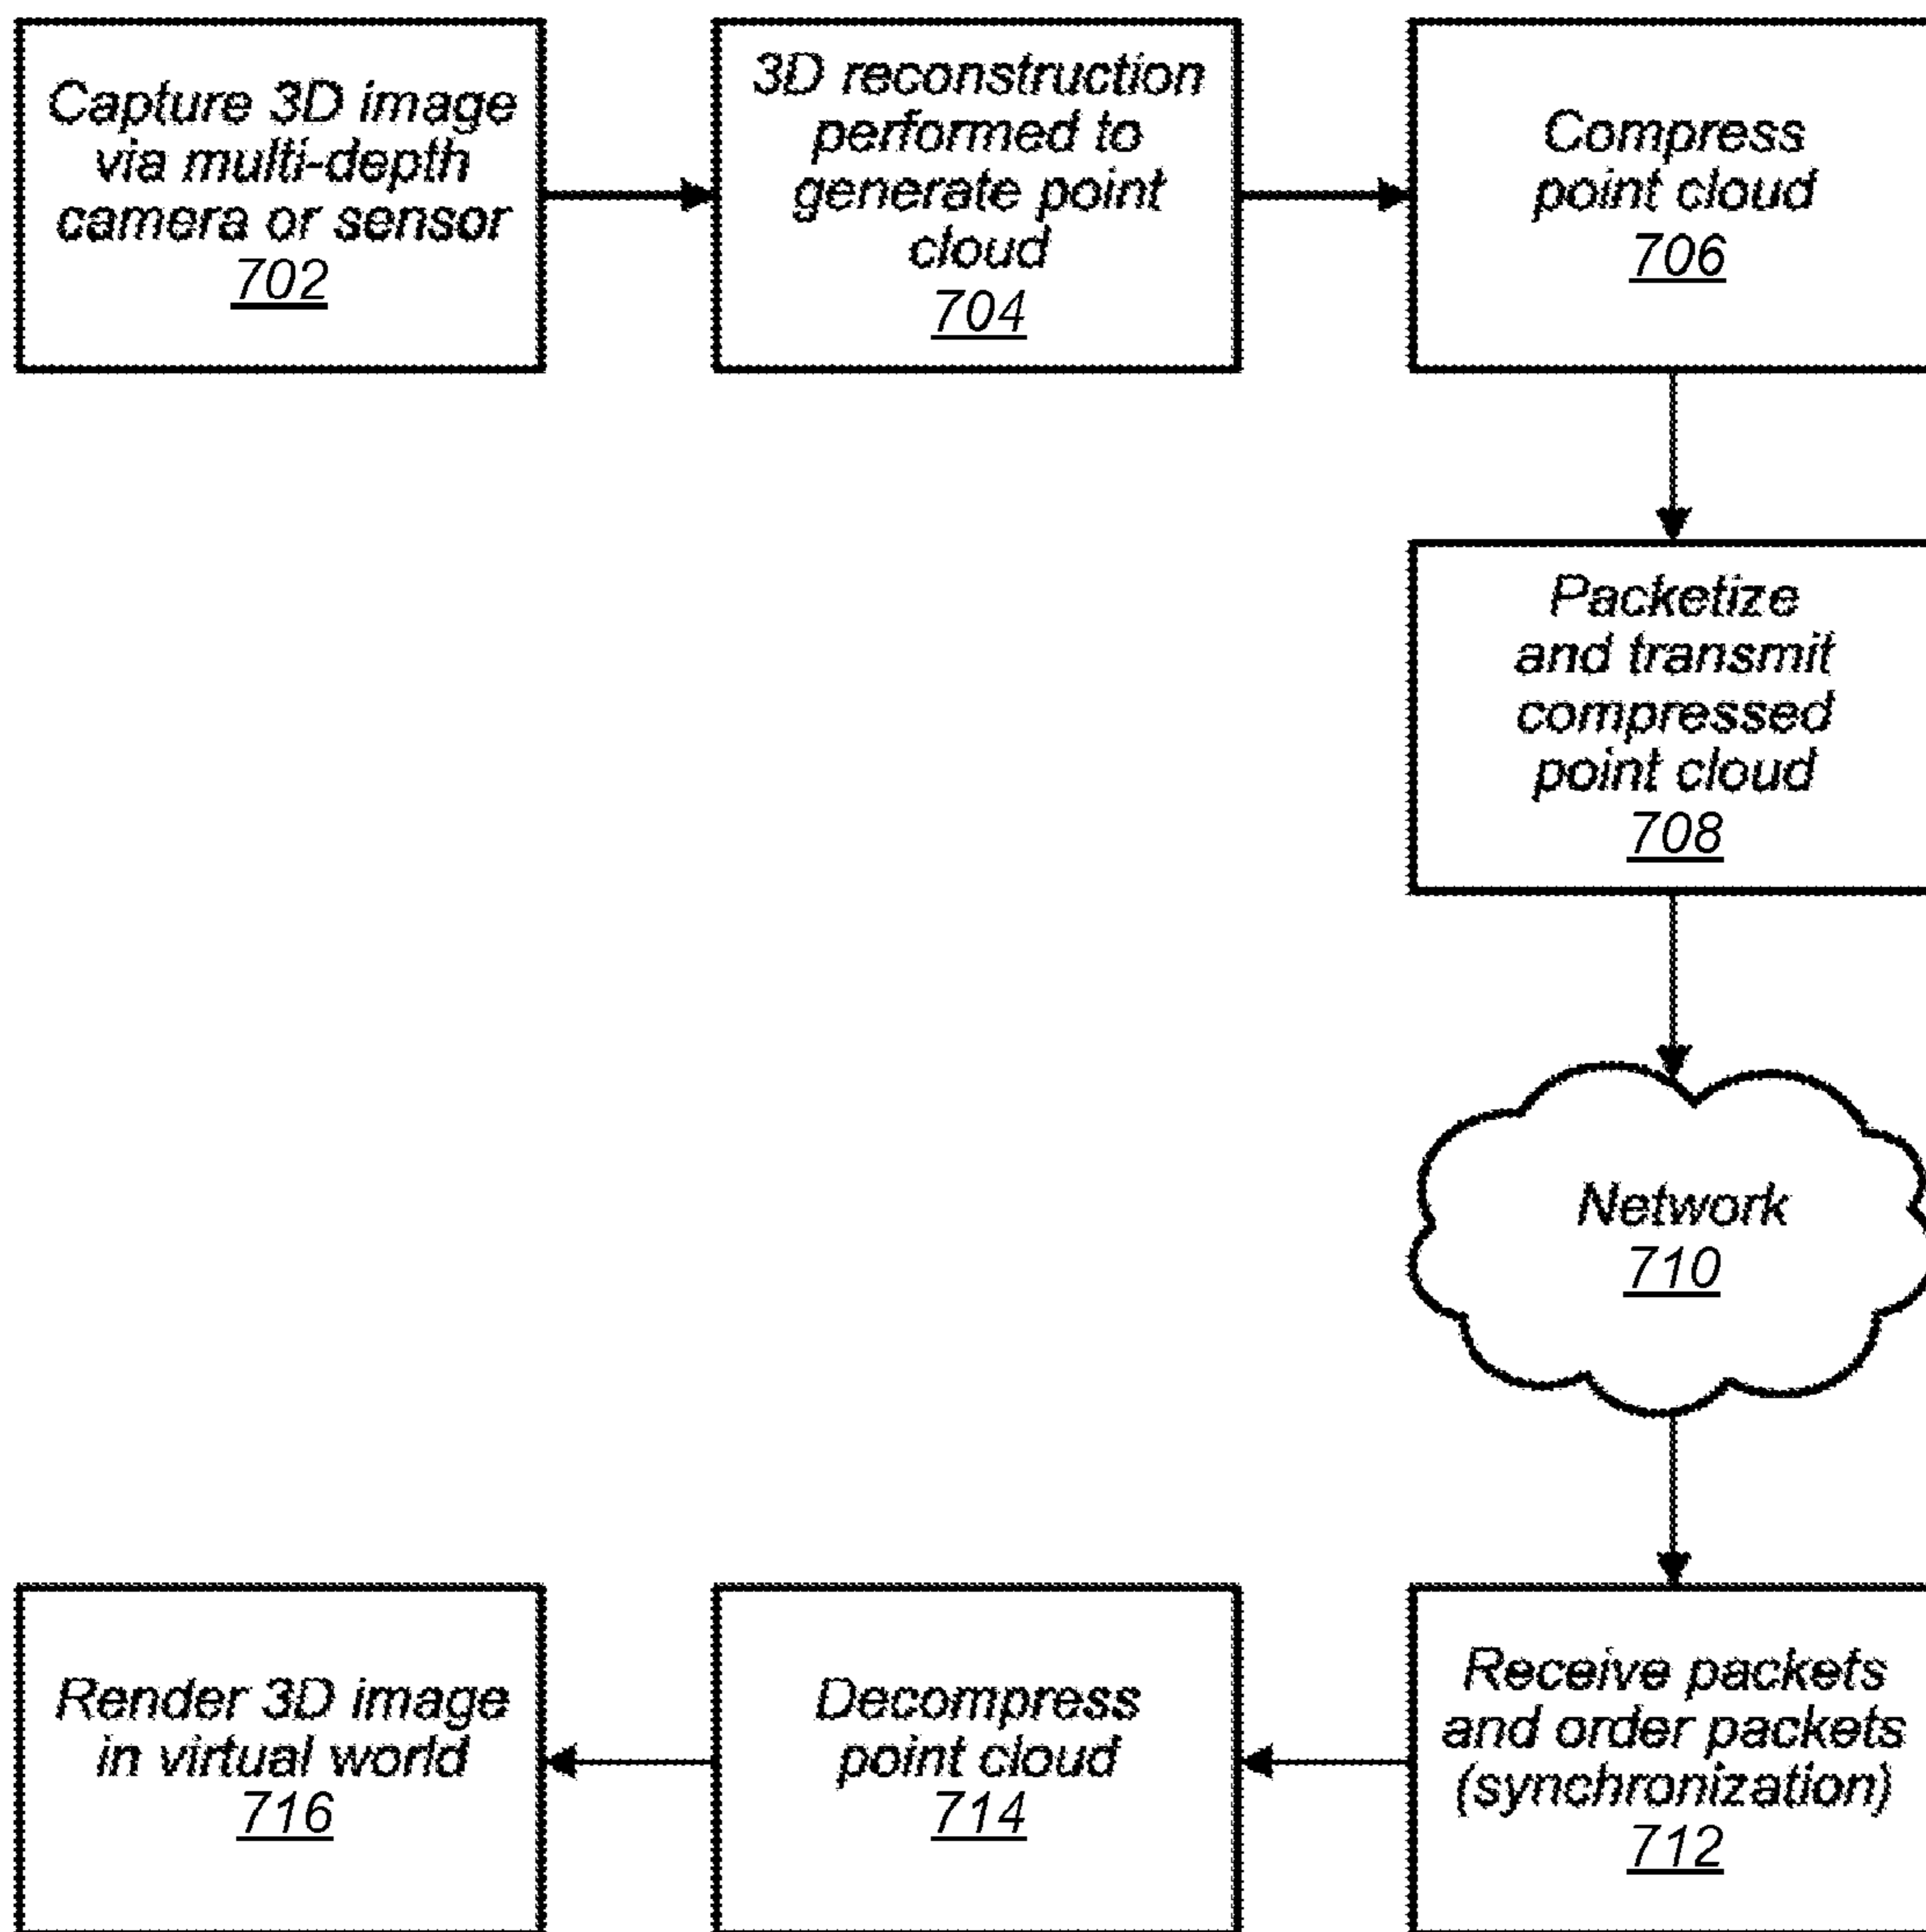 Capture 3D image
via multi-depth
camera or sensor
702
3D reconstruction
performed to
generate point
cloud
704
Compress
point cloud
706
Packetize
and transmit
compressed
point cloud
708
Network
710
Receive packets
and order packets
(synchronization)
712
Decompress
point cloud
714
Render 3D image
in virtual world
716